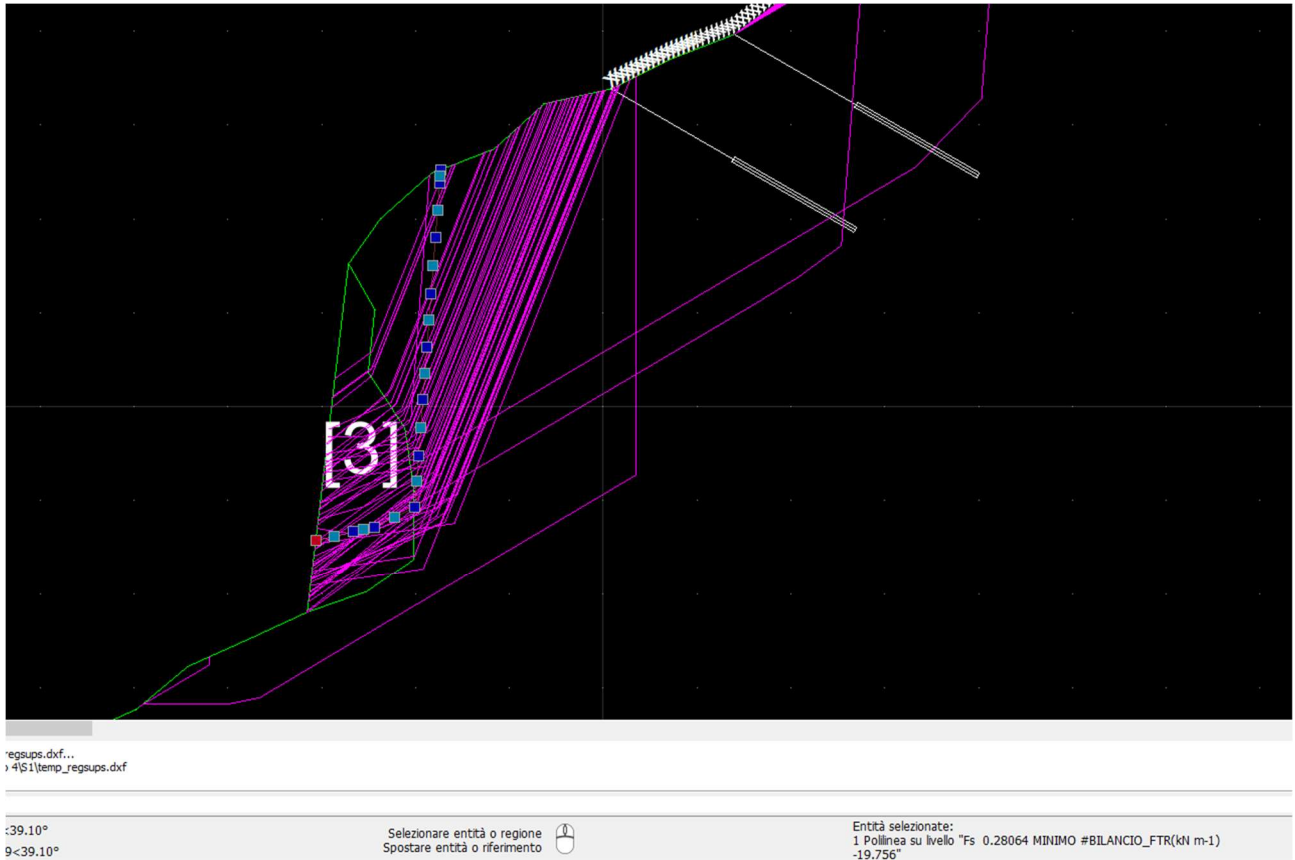 [3]
regsups.dxf...
4\S1\temp_regsups.dxf
<39.10°
Selezionare entità o regione
Entità selezionate:
9<39.10°
Spostare entità o riferimento
1 Polilinea su livello "Fs 0.28064 MINIMO #BILANCIO_FTR(kN m-1)
-19.756"